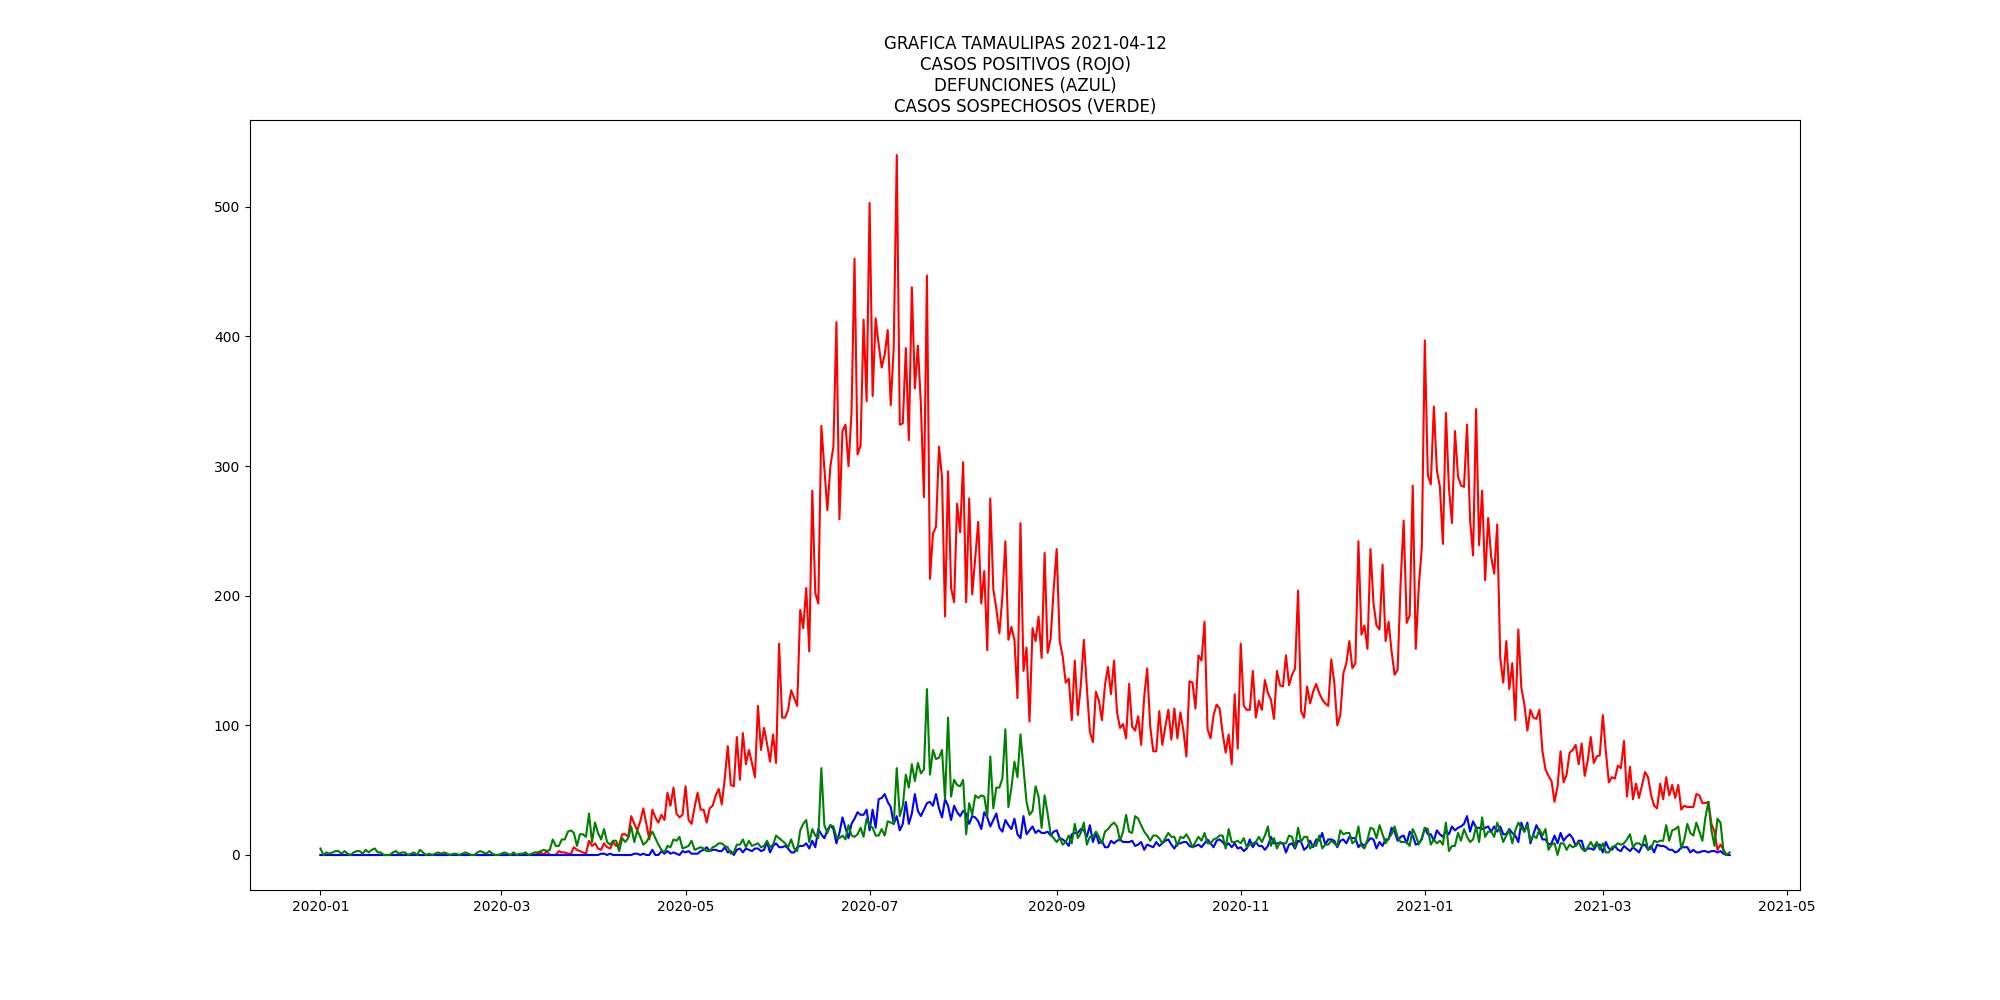 GRAFICA TAMAULIPAS 2021-04-12
CASOS POSITIVOS (ROJO)
DEFUNCIONES (AZUL)
CASOS SOSPECHOSOS (VERDE)
500
400
300
200
100
0
2020-01 2020-03 2020-05 2020-07 2020-09 2020-11 2021-01 2021-03 2021-05